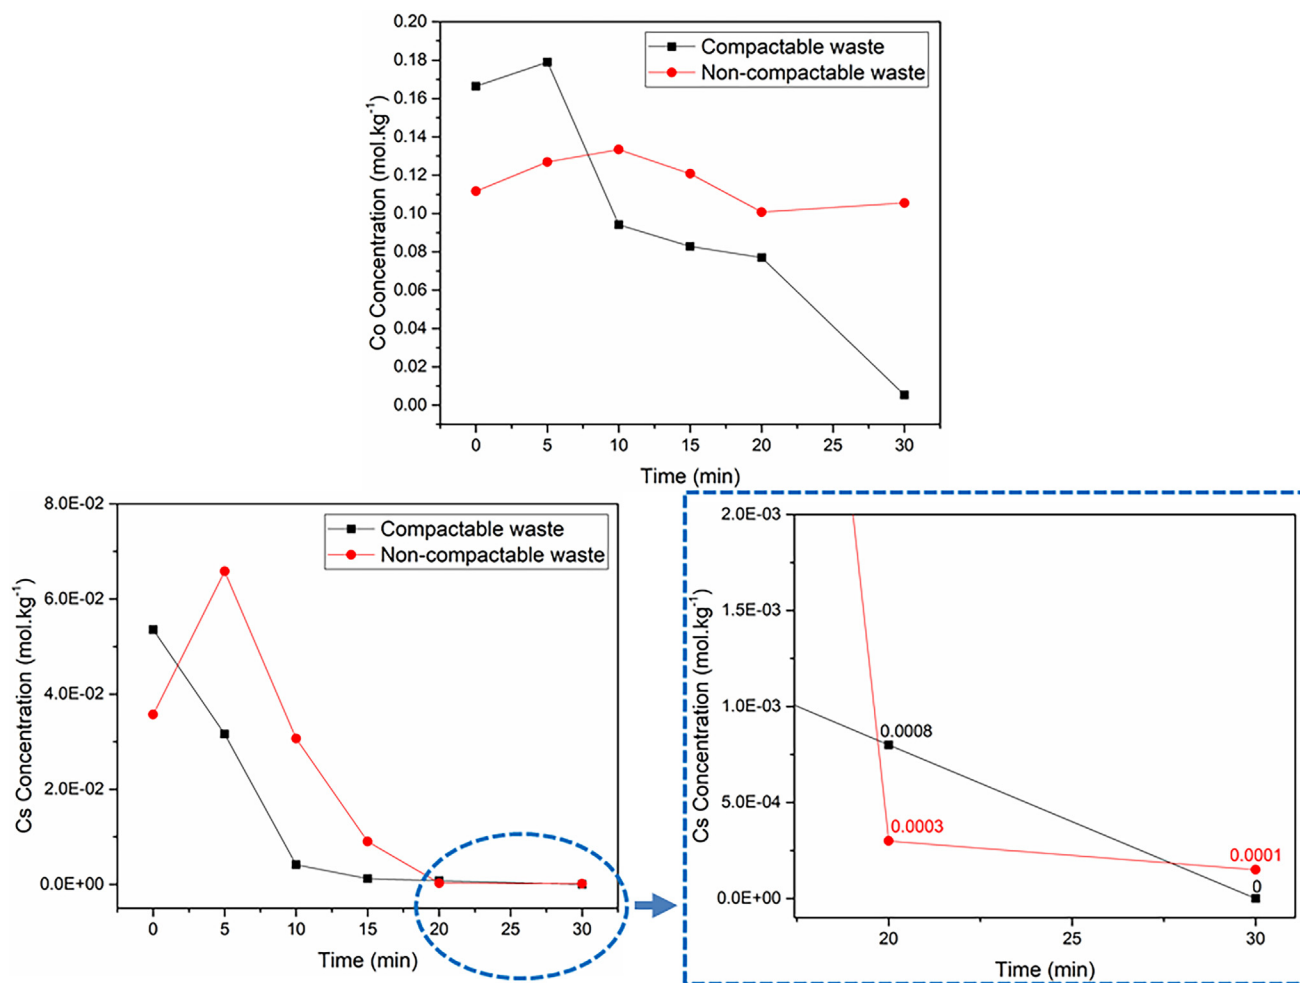 0.20
0.18
0.16
0.14
0.12
0.10
0.08
0.06
0.04
0.02
0.00
Co Concentration (mol.kg⁻¹)
Compactable waste
Non-compactable waste
0 5 10 15 20 25 30
Time (min)
8.0E-02
6.0E-02
4.0E-02
2.0E-02
0.0E+00
Cs Concentration (mol.kg⁻¹)
Compactable waste
Non-compactable waste
0 5 10 15 20 25 30
Time (min)
2.0E-03
1.5E-03
1.0E-03
5.0E-04
0.0E+00
Cs Concentration (mol.kg⁻¹)
0.0008
0.0003
0.0001
0
20 25 30
Time (min)